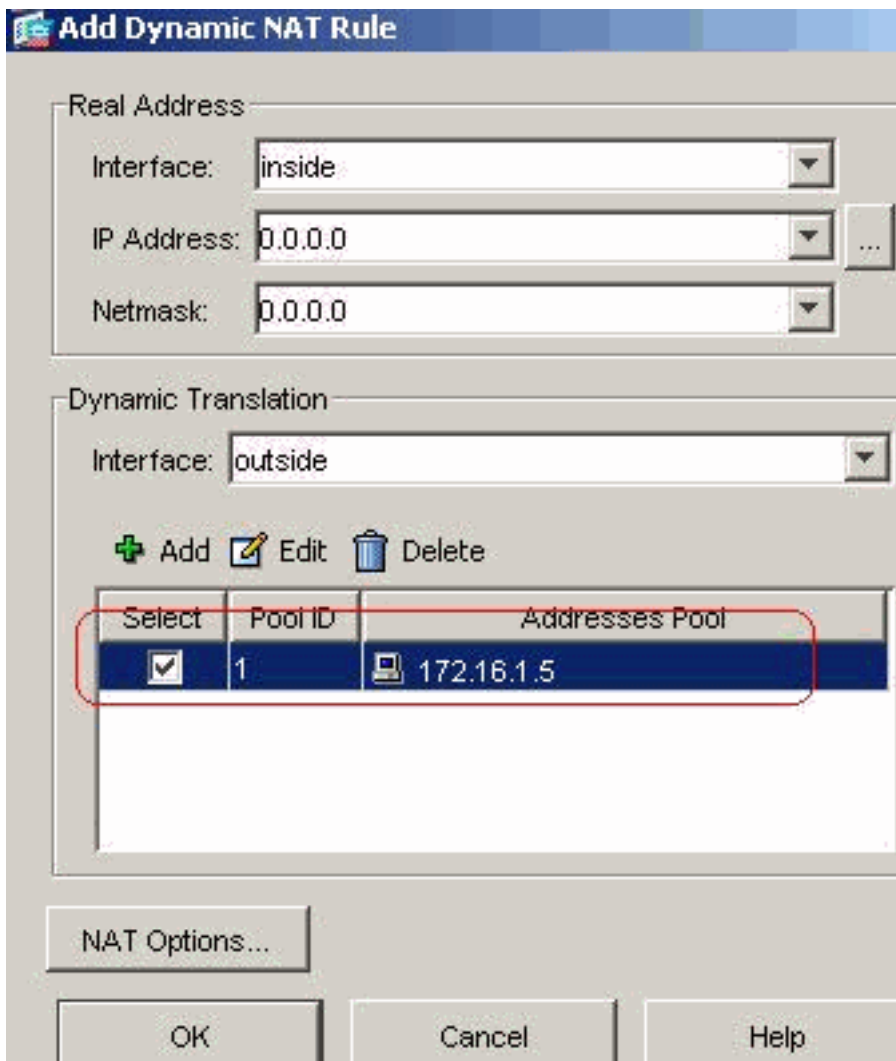 Add Dynamic NAT Rule
Real Address
Interface: inside
IP Address: 0.0.0.0 ...
Netmask: 0.0.0.0
Dynamic Translation
Interface: outside
Add Edit Delete
Select Pool ID Addresses Pool
1 172.16.1.5
NAT Options...
OK Cancel Help